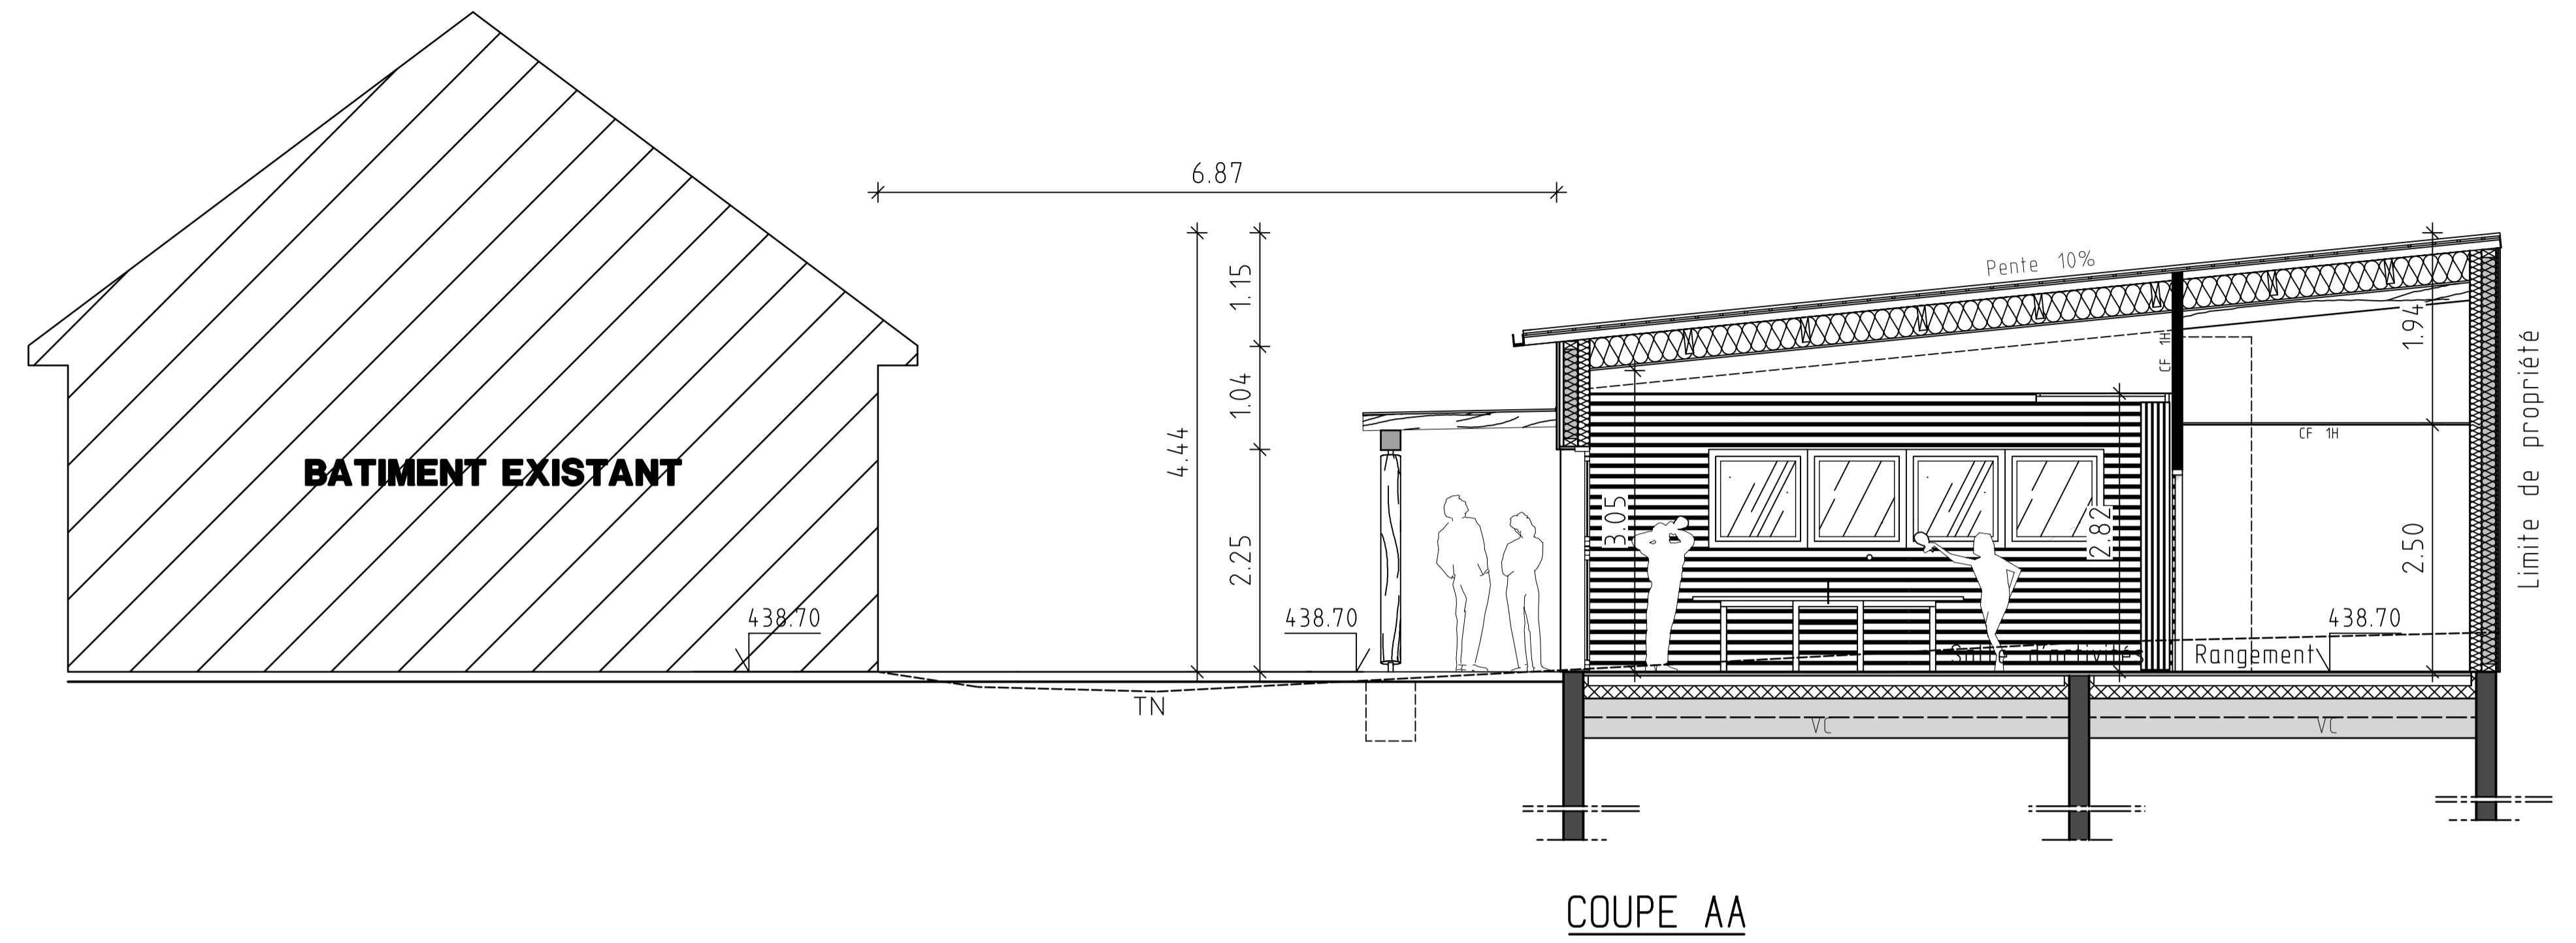 6.87
Pente 10%
1.15
1.04
4.44
2.25
BATIMENT EXISTANT
438.70
438.70
3.05
2.82
CF 1H
CF 1H
1.94
2.50
438.70
Limite de propriété
Salle d'activités
Rangement
TN
VC
VC
COUPE AA